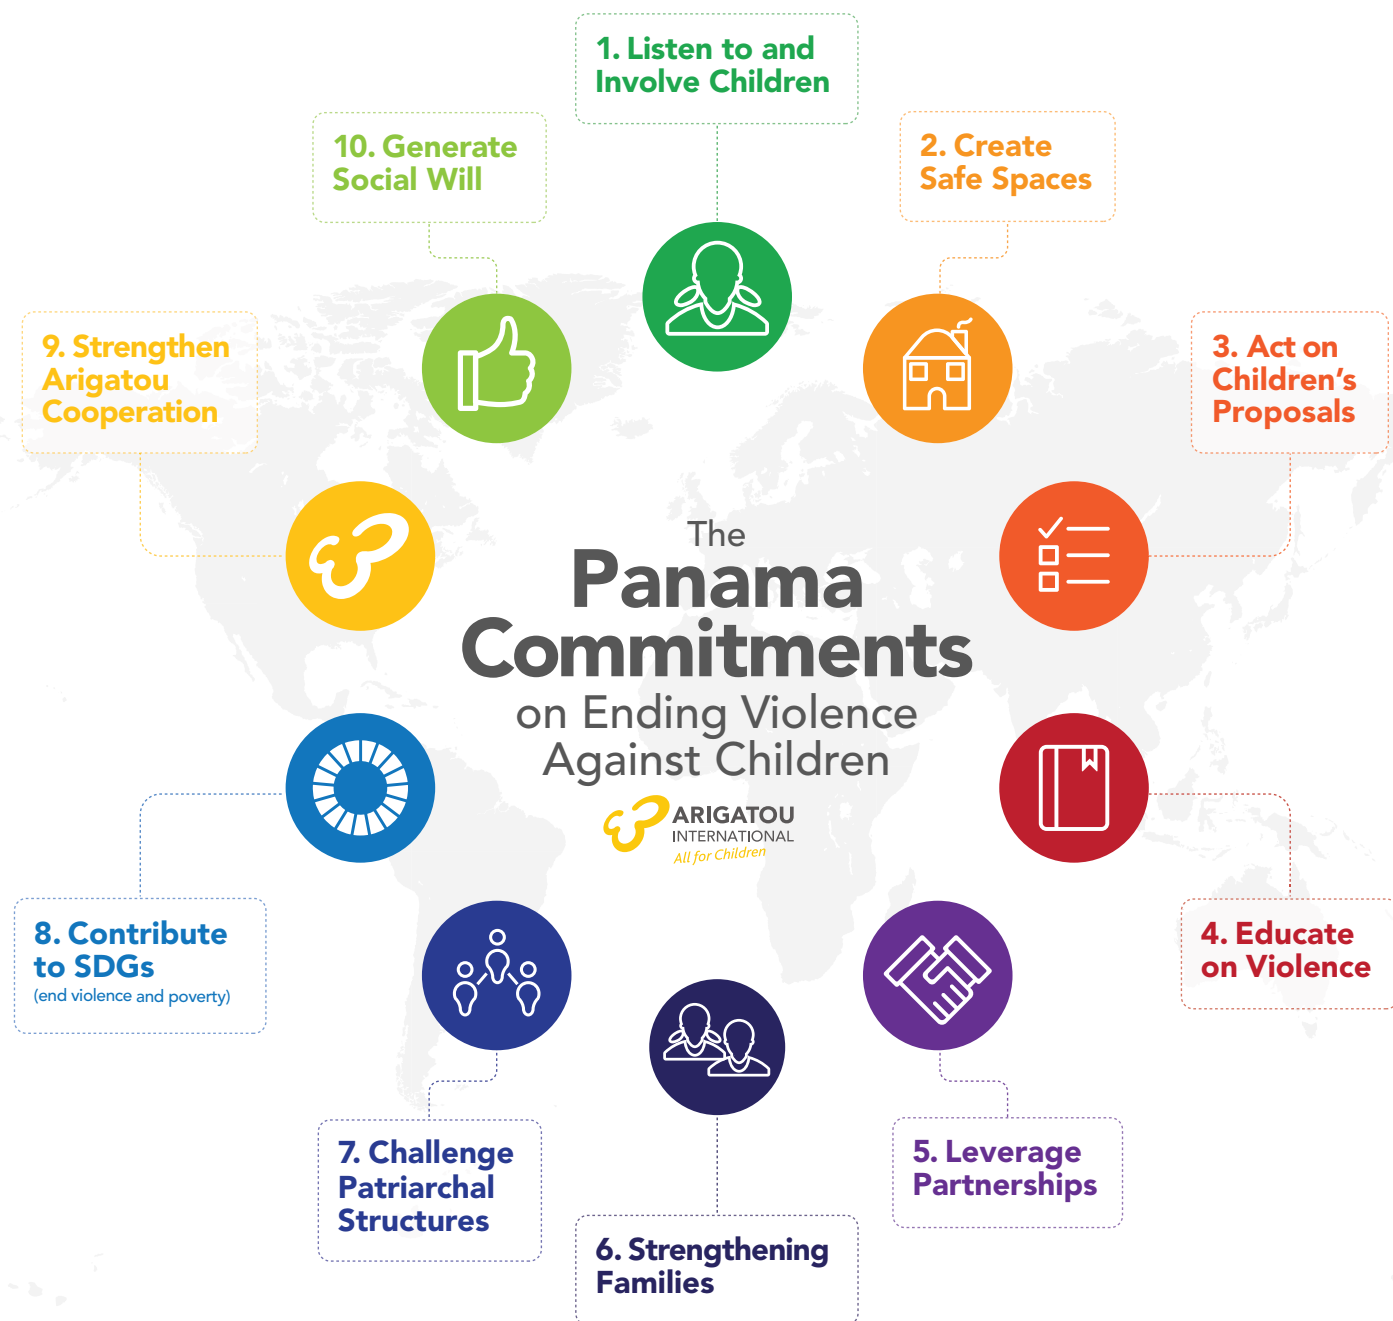 1. Listen to and
Involve Children
2. Create
Safe Spaces
3. Act on
Children's
Proposals
4. Educate
on Violence
5. Leverage
Partnerships
6. Strengthening
Families
7. Challenge
Patriarchal
Structures
8. Contribute
to SDGs
(end violence and poverty)
9. Strengthen
Arigatou
Cooperation
10. Generate
Social Will
The
Panama
Commitments
on Ending Violence
Against Children
ARIGATOU
INTERNATIONAL
All for Children